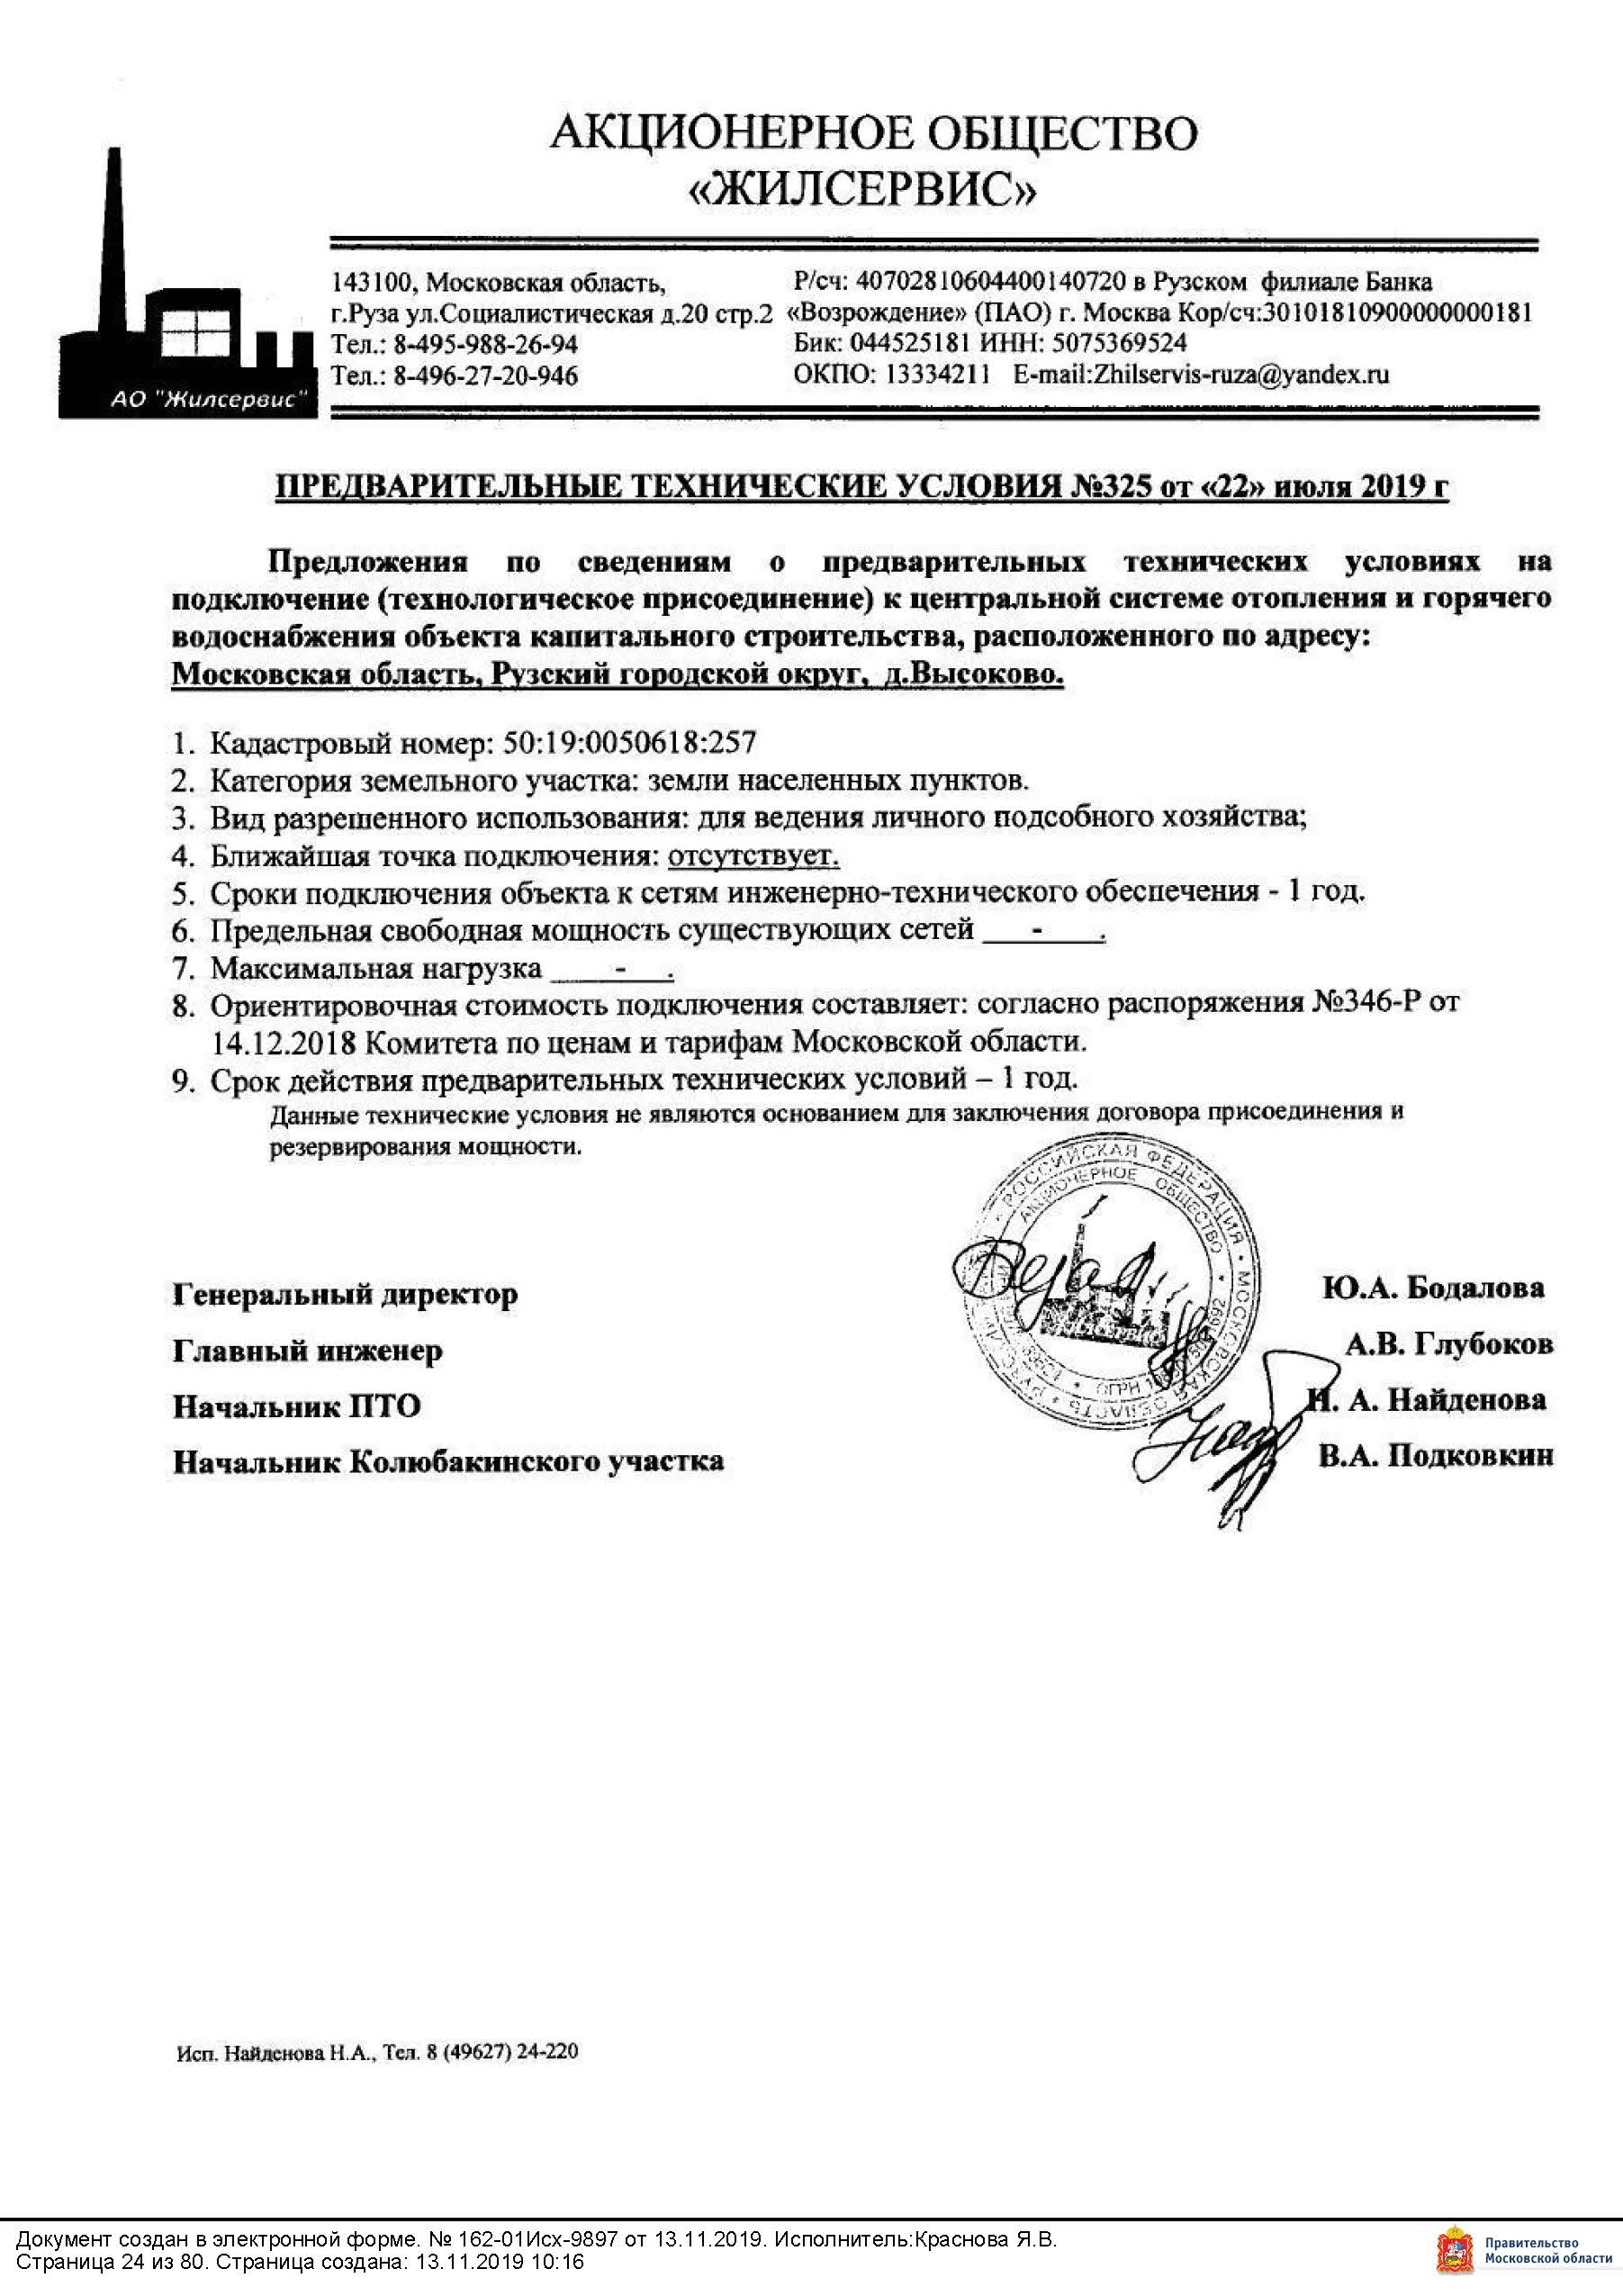 АКЦИОНЕРНОЕ ОБЩЕСТВО
«ЖИЛСЕРВИС»
АО "Жилсервис"
143100, Московская область,
г.Руза ул.Социалистическая д.20 стр.2
Тел.: 8-495-988-26-94
Тел.: 8-496-27-20-946
Р/сч: 40702810604400140720 в Рузском филиале Банка
«Возрождение» (ПАО) г. Москва Кор/сч:30101810900000000181
Бик: 044525181 ИНН: 5075369524
ОКПО: 13334211 E-mail:Zhilservis-ruza@yandex.ru
ПРЕДВАРИТЕЛЬНЫЕ ТЕХНИЧЕСКИЕ УСЛОВИЯ №325 от «22» июля 2019 г
Предложения по сведениям о предварительных технических условиях на
подключение (технологическое присоединение) к центральной системе отопления и горячего
водоснабжения объекта капитального строительства, расположенного по адресу:
Московская область, Рузский городской округ, д.Высоково.
1. Кадастровый номер: 50:19:0050618:257
2. Категория земельного участка: земли населенных пунктов.
3. Вид разрешенного использования: для ведения личного подсобного хозяйства;
4. Ближайшая точка подключения: отсутствует.
5. Сроки подключения объекта к сетям инженерно-технического обеспечения - 1 год.
6. Предельная свободная мощность существующих сетей ___-___.
7. Максимальная нагрузка ___-___.
8. Ориентировочная стоимость подключения составляет: согласно распоряжения №346-Р от
14.12.2018 Комитета по ценам и тарифам Московской области.
9. Срок действия предварительных технических условий – 1 год.
Данные технические условия не являются основанием для заключения договора присоединения и
резервирования мощности.
РОССИЙСКАЯ ФЕДЕРАЦИЯ • МОСКОВСКАЯ ОБЛАСТЬ
АКЦИОНЕРНОЕ ОБЩЕСТВО
ОГРН
Генеральный директор Ю.А. Бодалова
Главный инженер А.В. Глубоков
Начальник ПТО Н. А. Найденова
Начальник Колюбакинского участка В.А. Подковкин
Исп. Найденова Н.А., Тел. 8 (49627) 24-220
Документ создан в электронной форме. № 162-01Исх-9897 от 13.11.2019. Исполнитель:Краснова Я.В.
Страница 24 из 80. Страница создана: 13.11.2019 10:16
Правительство
Московской области